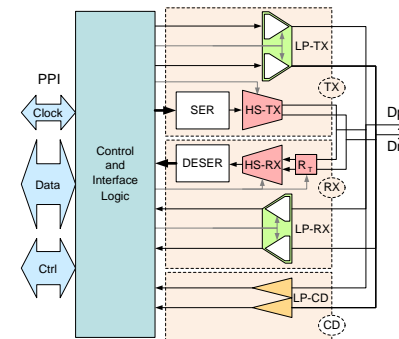 PPI
Clock
Data
Ctrl
Control
and
Interface
Logic
LP-TX
TX
SER
HS-TX
DESER
HS-RX
RT
RX
LP-RX
LP-CD
CD